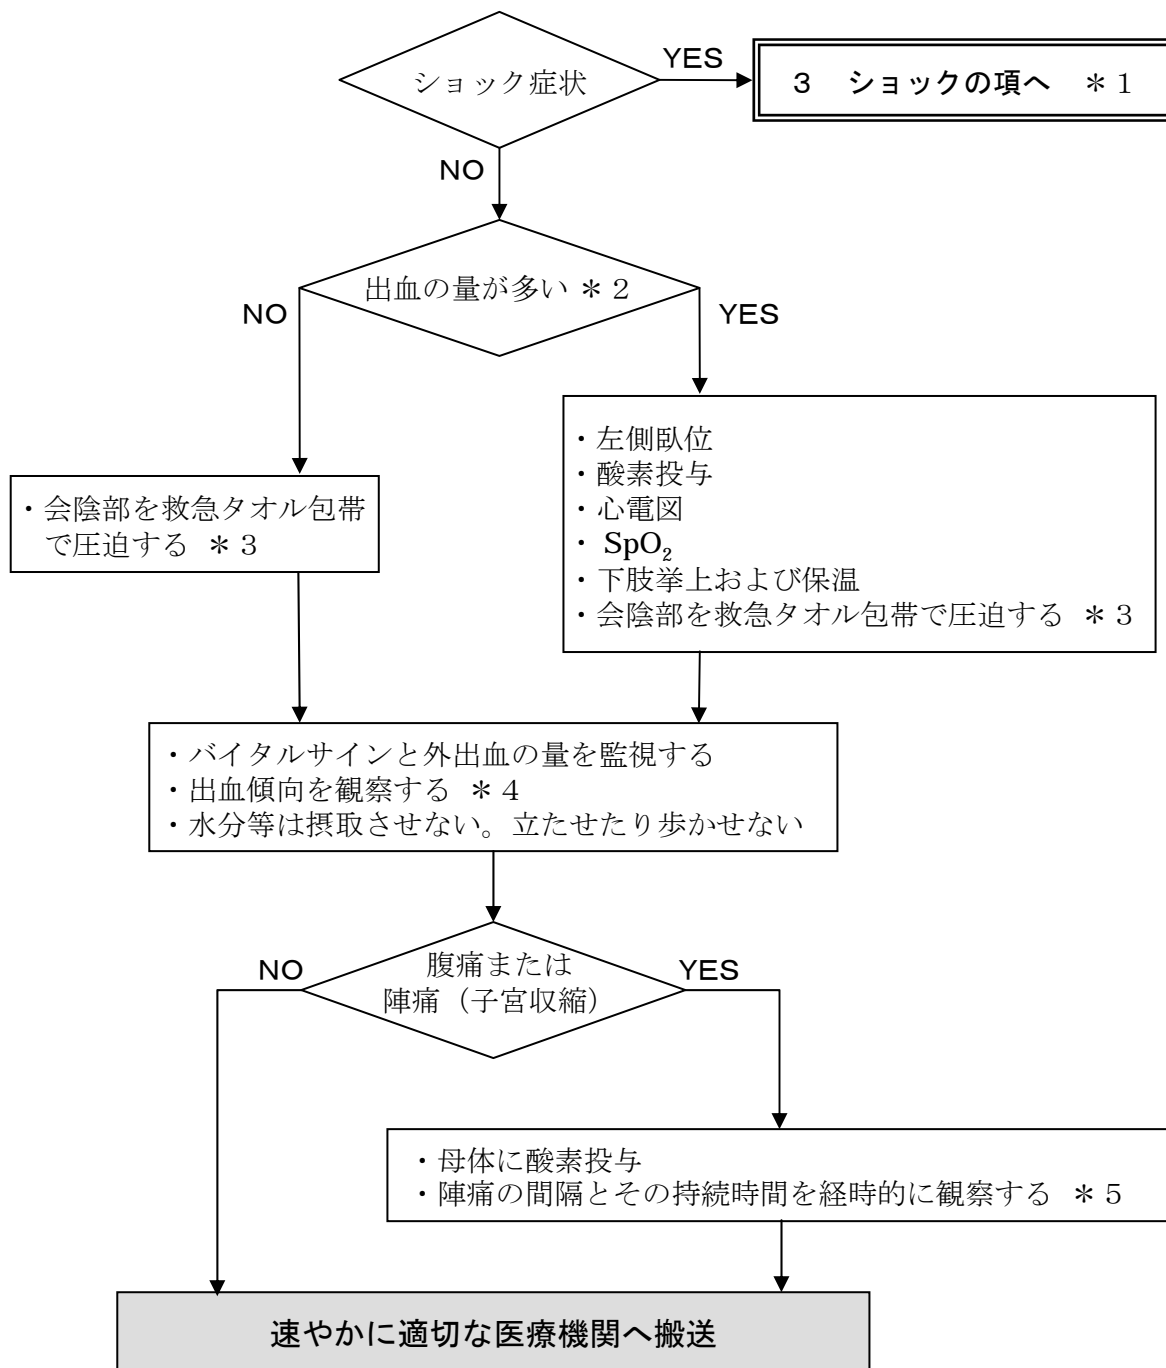 ショック症状
YES
3　ショックの項へ　＊1
NO
出血の量が多い＊2
NO
YES
・左側臥位
・酸素投与
・心電図
・SpO₂
・下肢挙上および保温
・会陰部を救急タオル包帯で圧迫する ＊3
・会陰部を救急タオル包帯
で圧迫する ＊3
・バイタルサインと外出血の量を監視する
・出血傾向を観察する ＊4
・水分等は摂取させない。立たせたり歩かせない
腹痛または
陣痛（子宮収縮）
NO
YES
・母体に酸素投与
・陣痛の間隔とその持続時間を経時的に観察する ＊5
速やかに適切な医療機関へ搬送